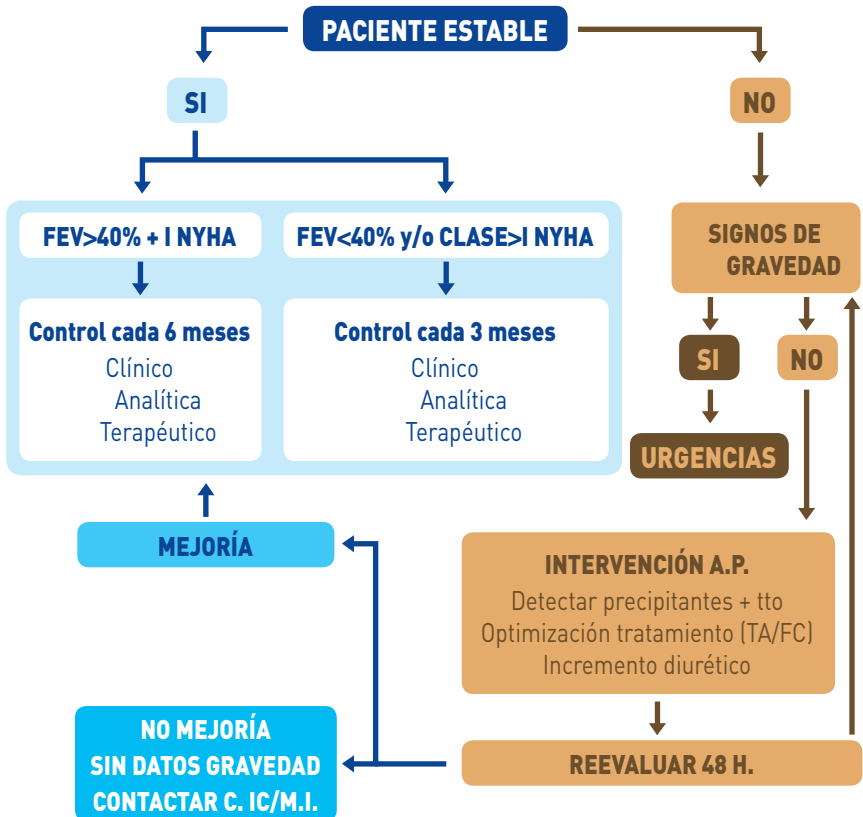 PACIENTE ESTABLE
SI
NO
FEV>40% + I NYHA
FEV<40% y/o CLASE>I NYHA
SIGNOS DE
GRAVEDAD
Control cada 6 meses
Clínico
Analítica
Terapéutico
Control cada 3 meses
Clínico
Analítica
Terapéutico
SI
NO
URGENCIAS
MEJORÍA
INTERVENCIÓN A.P.
Detectar precipitantes + tto
Optimización tratamiento (TA/FC)
Incremento diurético
NO MEJORÍA
SIN DATOS GRAVEDAD
CONTACTAR C. IC/M.I.
REEVALUAR 48 H.